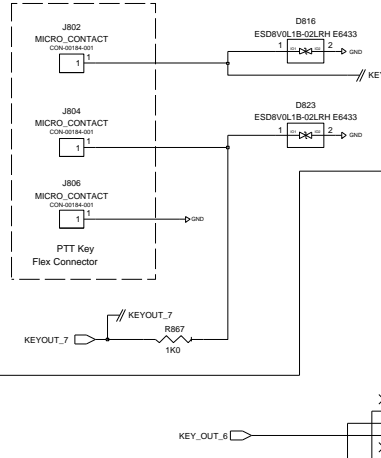 J802
MICRO_CONTACT
CON-00184-001
1 1
D816
ESD8V0L1B-02LRH E6433
1 2 GND
KEY
J804
MICRO_CONTACT
CON-00184-001
1 1
D823
ESD8V0L1B-02LRH E6433
1 2 GND
J806
MICRO_CONTACT
CON-00184-001
1 1
GND
PTT Key
Flex Connector
KEYOUT_7
KEYOUT_7
R867
1K0
KEY_OUT_6